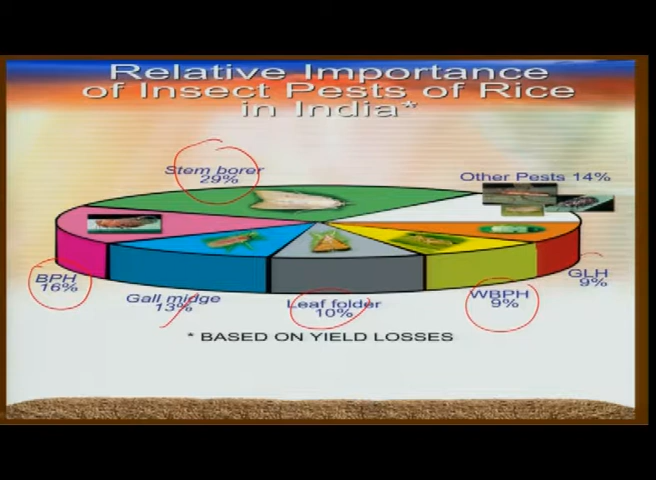 Relative Importance
of Insect Pests of Rice
in India*
Stem borer
29%
Other Pests 14%
BPH
16%
Gall midge
13%
Leaf folder
10%
WBPH
9%
GLH
9%
* BASED ON YIELD LOSSES